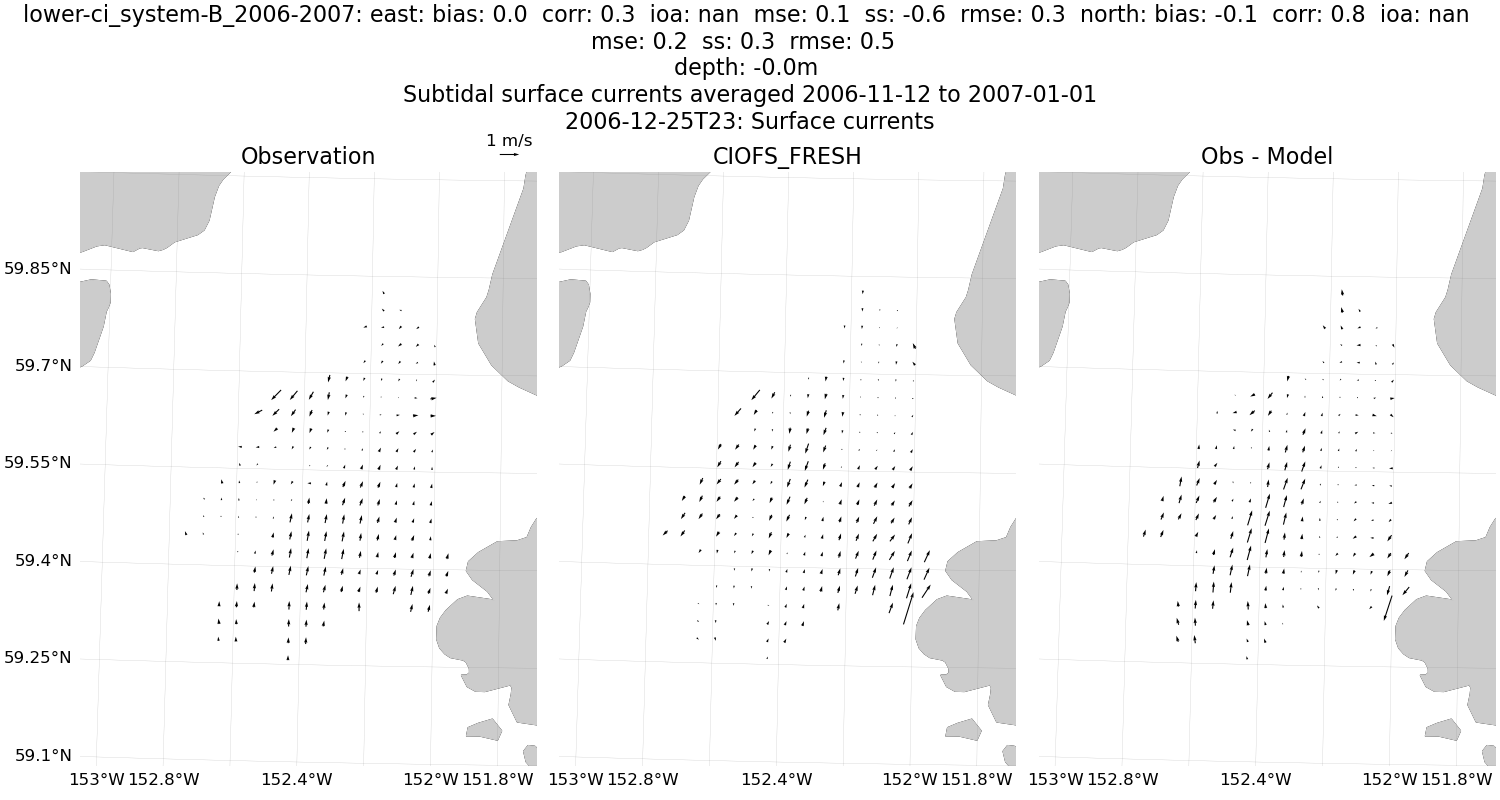 lower-ci_system-B_2006-2007: east: bias: 0.0  corr: 0.3  ioa: nan  mse: 0.1  ss: -0.6  rmse: 0.3  north: bias: -0.1  corr: 0.8  ioa: nan
mse: 0.2  ss: 0.3  rmse: 0.5
depth: -0.0m
Subtidal surface currents averaged 2006-11-12 to 2007-01-01
2006-12-25T23: Surface currents
1 m/s
Observation
CIOFS_FRESH
Obs - Model
59.85°N
59.7°N
59.55°N
59.4°N
59.25°N
59.1°N
153°W 152.8°W 152.4°W 152°W 151.8°W
153°W 152.8°W 152.4°W 152°W 151.8°W
153°W 152.8°W 152.4°W 152°W 151.8°W